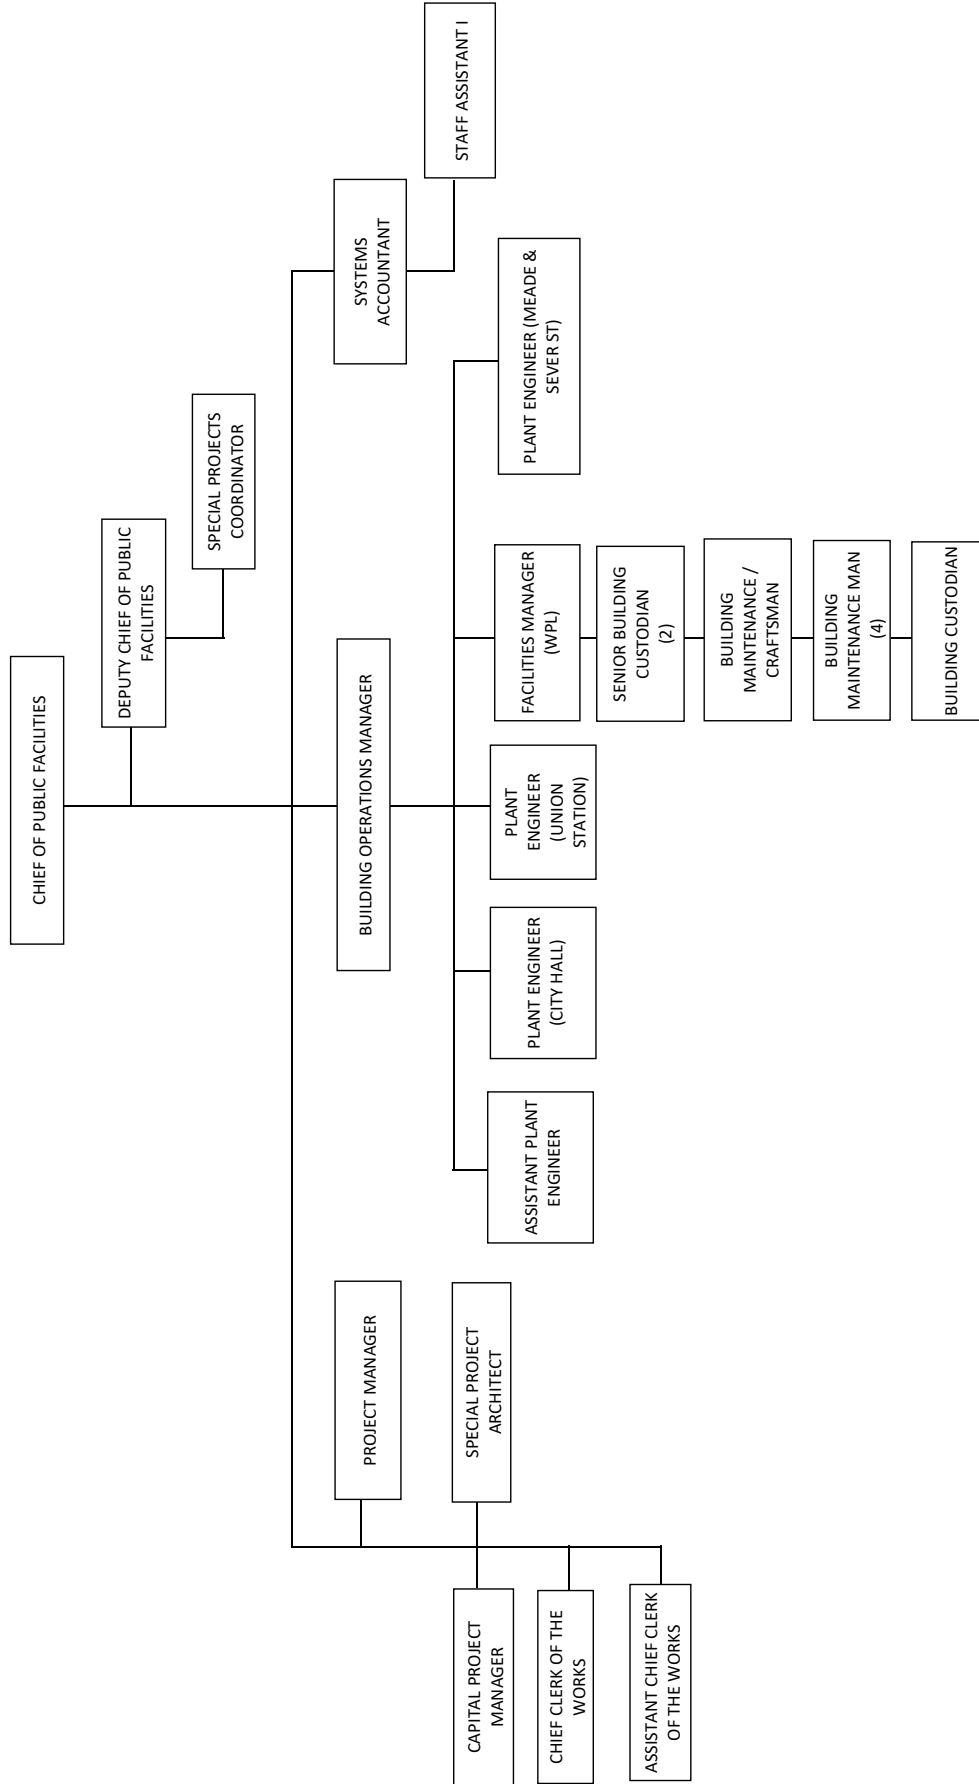 CHIEF OF PUBLIC FACILITIES
DEPUTY CHIEF OF PUBLIC
FACILITIES
SPECIAL PROJECTS
COORDINATOR
PROJECT MANAGER
CAPITAL PROJECT
MANAGER
SPECIAL PROJECT
ARCHITECT
CHIEF CLERK OF THE
WORKS
ASSISTANT CHIEF CLERK
OF THE WORKS
BUILDING OPERATIONS MANAGER
ASSISTANT PLANT
ENGINEER
PLANT ENGINEER
(CITY HALL)
PLANT
ENGINEER
(UNION
STATION)
FACILITIES MANAGER
(WPL)
SENIOR BUILDING
CUSTODIAN
(2)
BUILDING
MAINTENANCE /
CRAFTSMAN
BUILDING
MAINTENANCE MAN
(4)
BUILDING CUSTODIAN
PLANT ENGINEER (MEADE &
SEVER ST)
SYSTEMS
ACCOUNTANT
STAFF ASSISTANT I